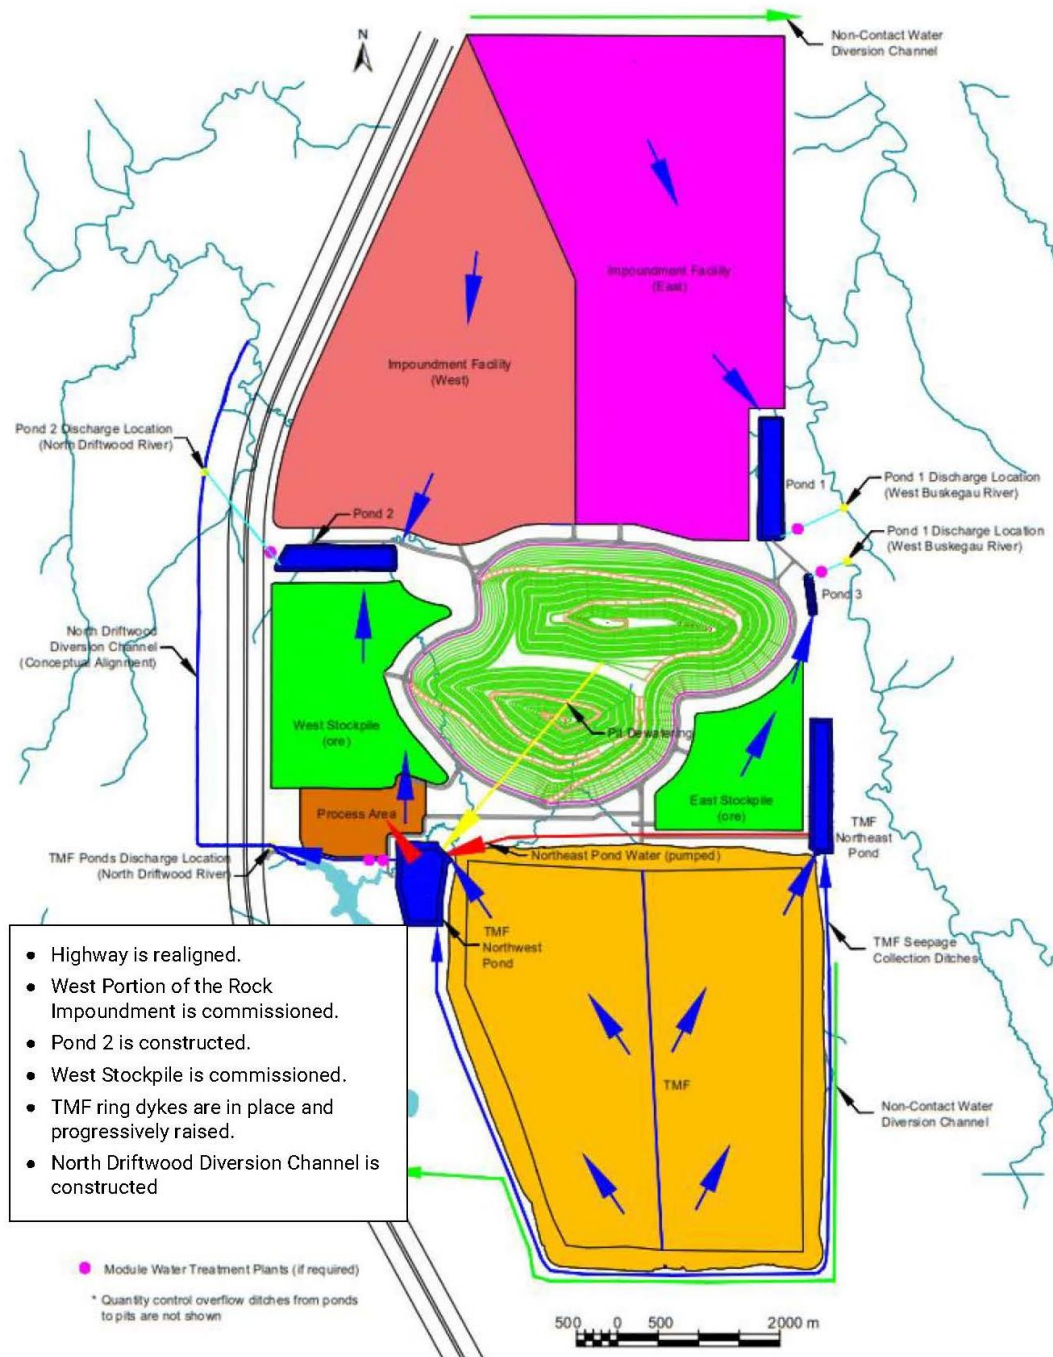 N
Non-Contact Water
Diversion Channel
Impoundment Facility
(East)
Impoundment Facility
(West)
Pond 2 Discharge Location
(North Driftwood River)
Pond 1
Pond 1 Discharge Location
(West Buskegau River)
Pond 2
Pond 1 Discharge Location
(West Buskegau River)
Pond 3
North Driftwood
Diversion Channel
(Conceptual Alignment)
West Stockpile
(ore)
Pit Dewatering
East Stockpile
(ore)
Process Area
TMF
Northeast
Pond
TMF Ponds Discharge Location
(North Driftwood River)
Northeast Pond Water (pumped)
TMF
Northwest
Pond
TMF Seepage
Collection Ditches
• Highway is realigned.
• West Portion of the Rock
Impoundment is commissioned.
• Pond 2 is constructed.
• West Stockpile is commissioned.
• TMF ring dykes are in place and
progressively raised.
• North Driftwood Diversion Channel is
constructed
TMF
Non-Contact Water
Diversion Channel
Module Water Treatment Plants (if required)
* Quantity control overflow ditches from ponds
to pits are not shown
500 0 500 2000 m